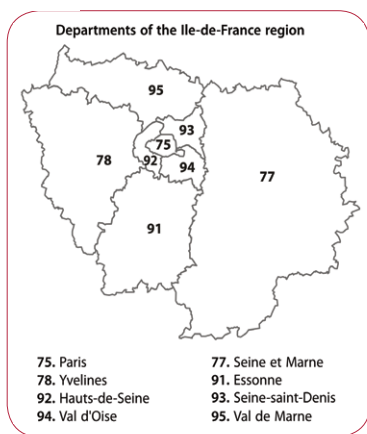 Departments of the Ile-de-France region
95
93
75
78
92
94
77
91
75. Paris
78. Yvelines
92. Hauts-de-Seine
94. Val d'Oise
77. Seine et Marne
91. Essonne
93. Seine-saint-Denis
95. Val de Marne